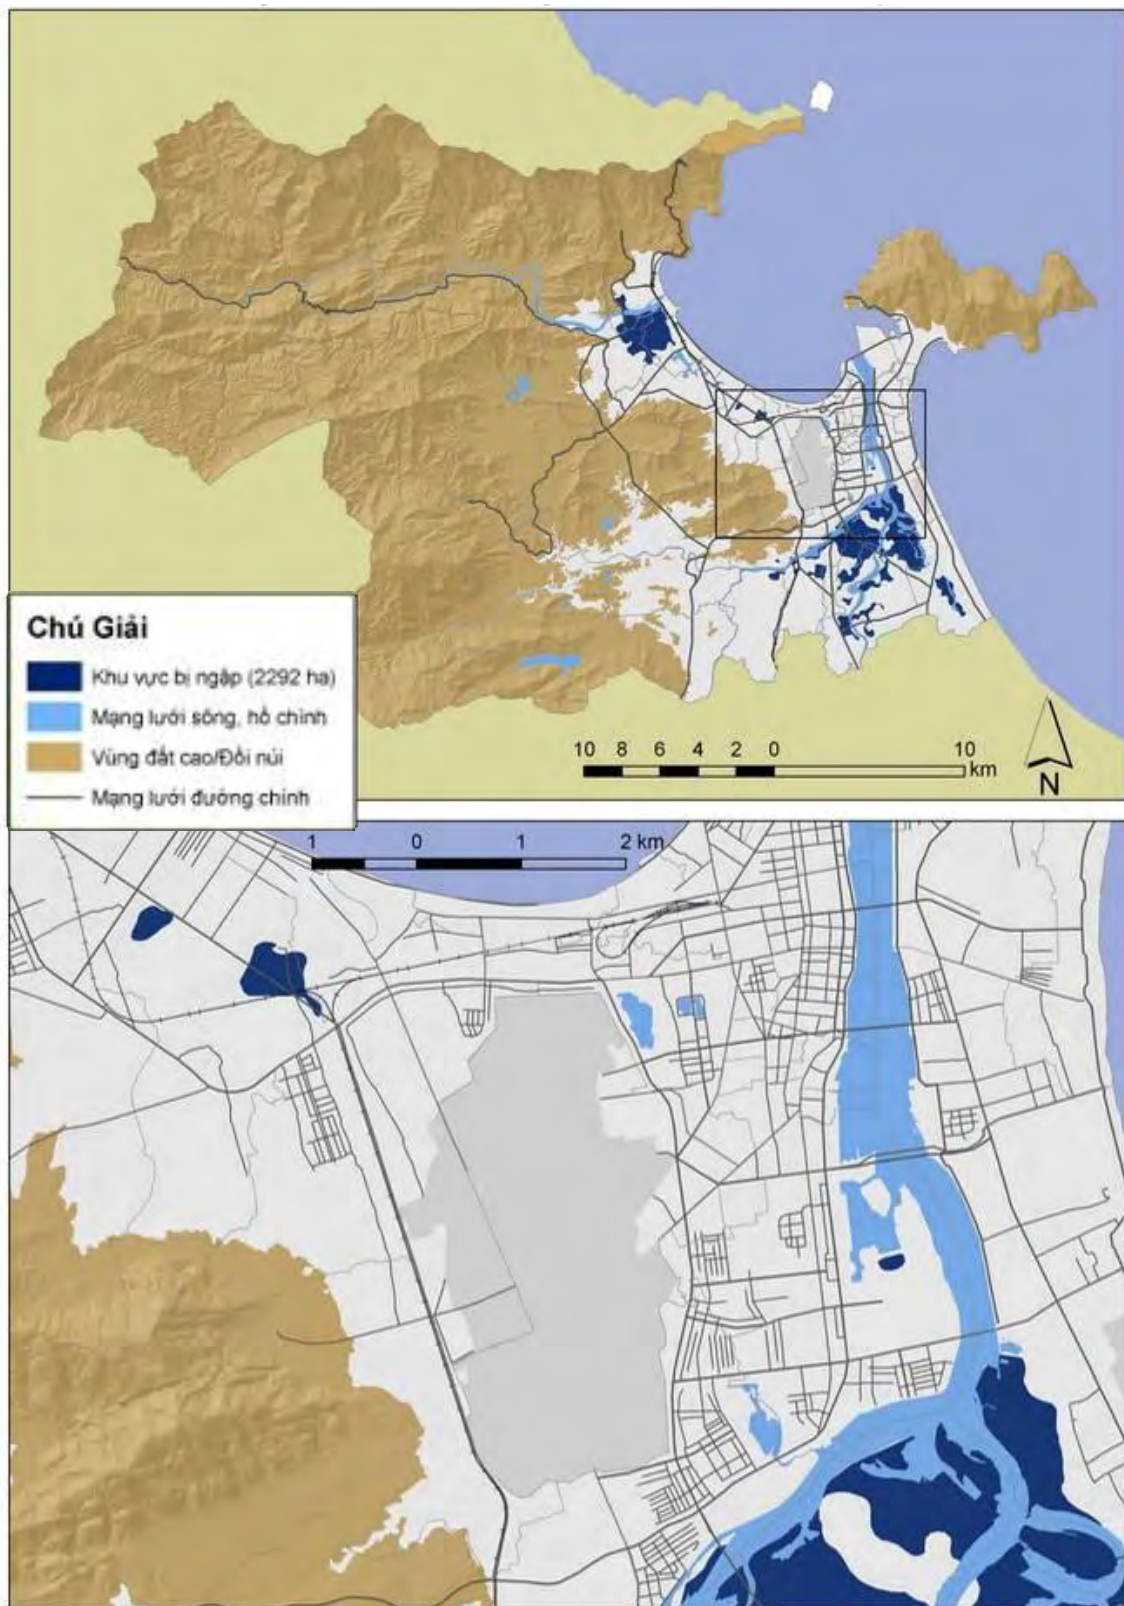 Chú Giải
Khu vực bị ngập (2292 ha)
Mạng lưới sông, hồ chính
Vùng đất cao/Đồi núi
Mạng lưới đường chính
10 8 6 4 2 0 10
km
N
1 0 1 2 km